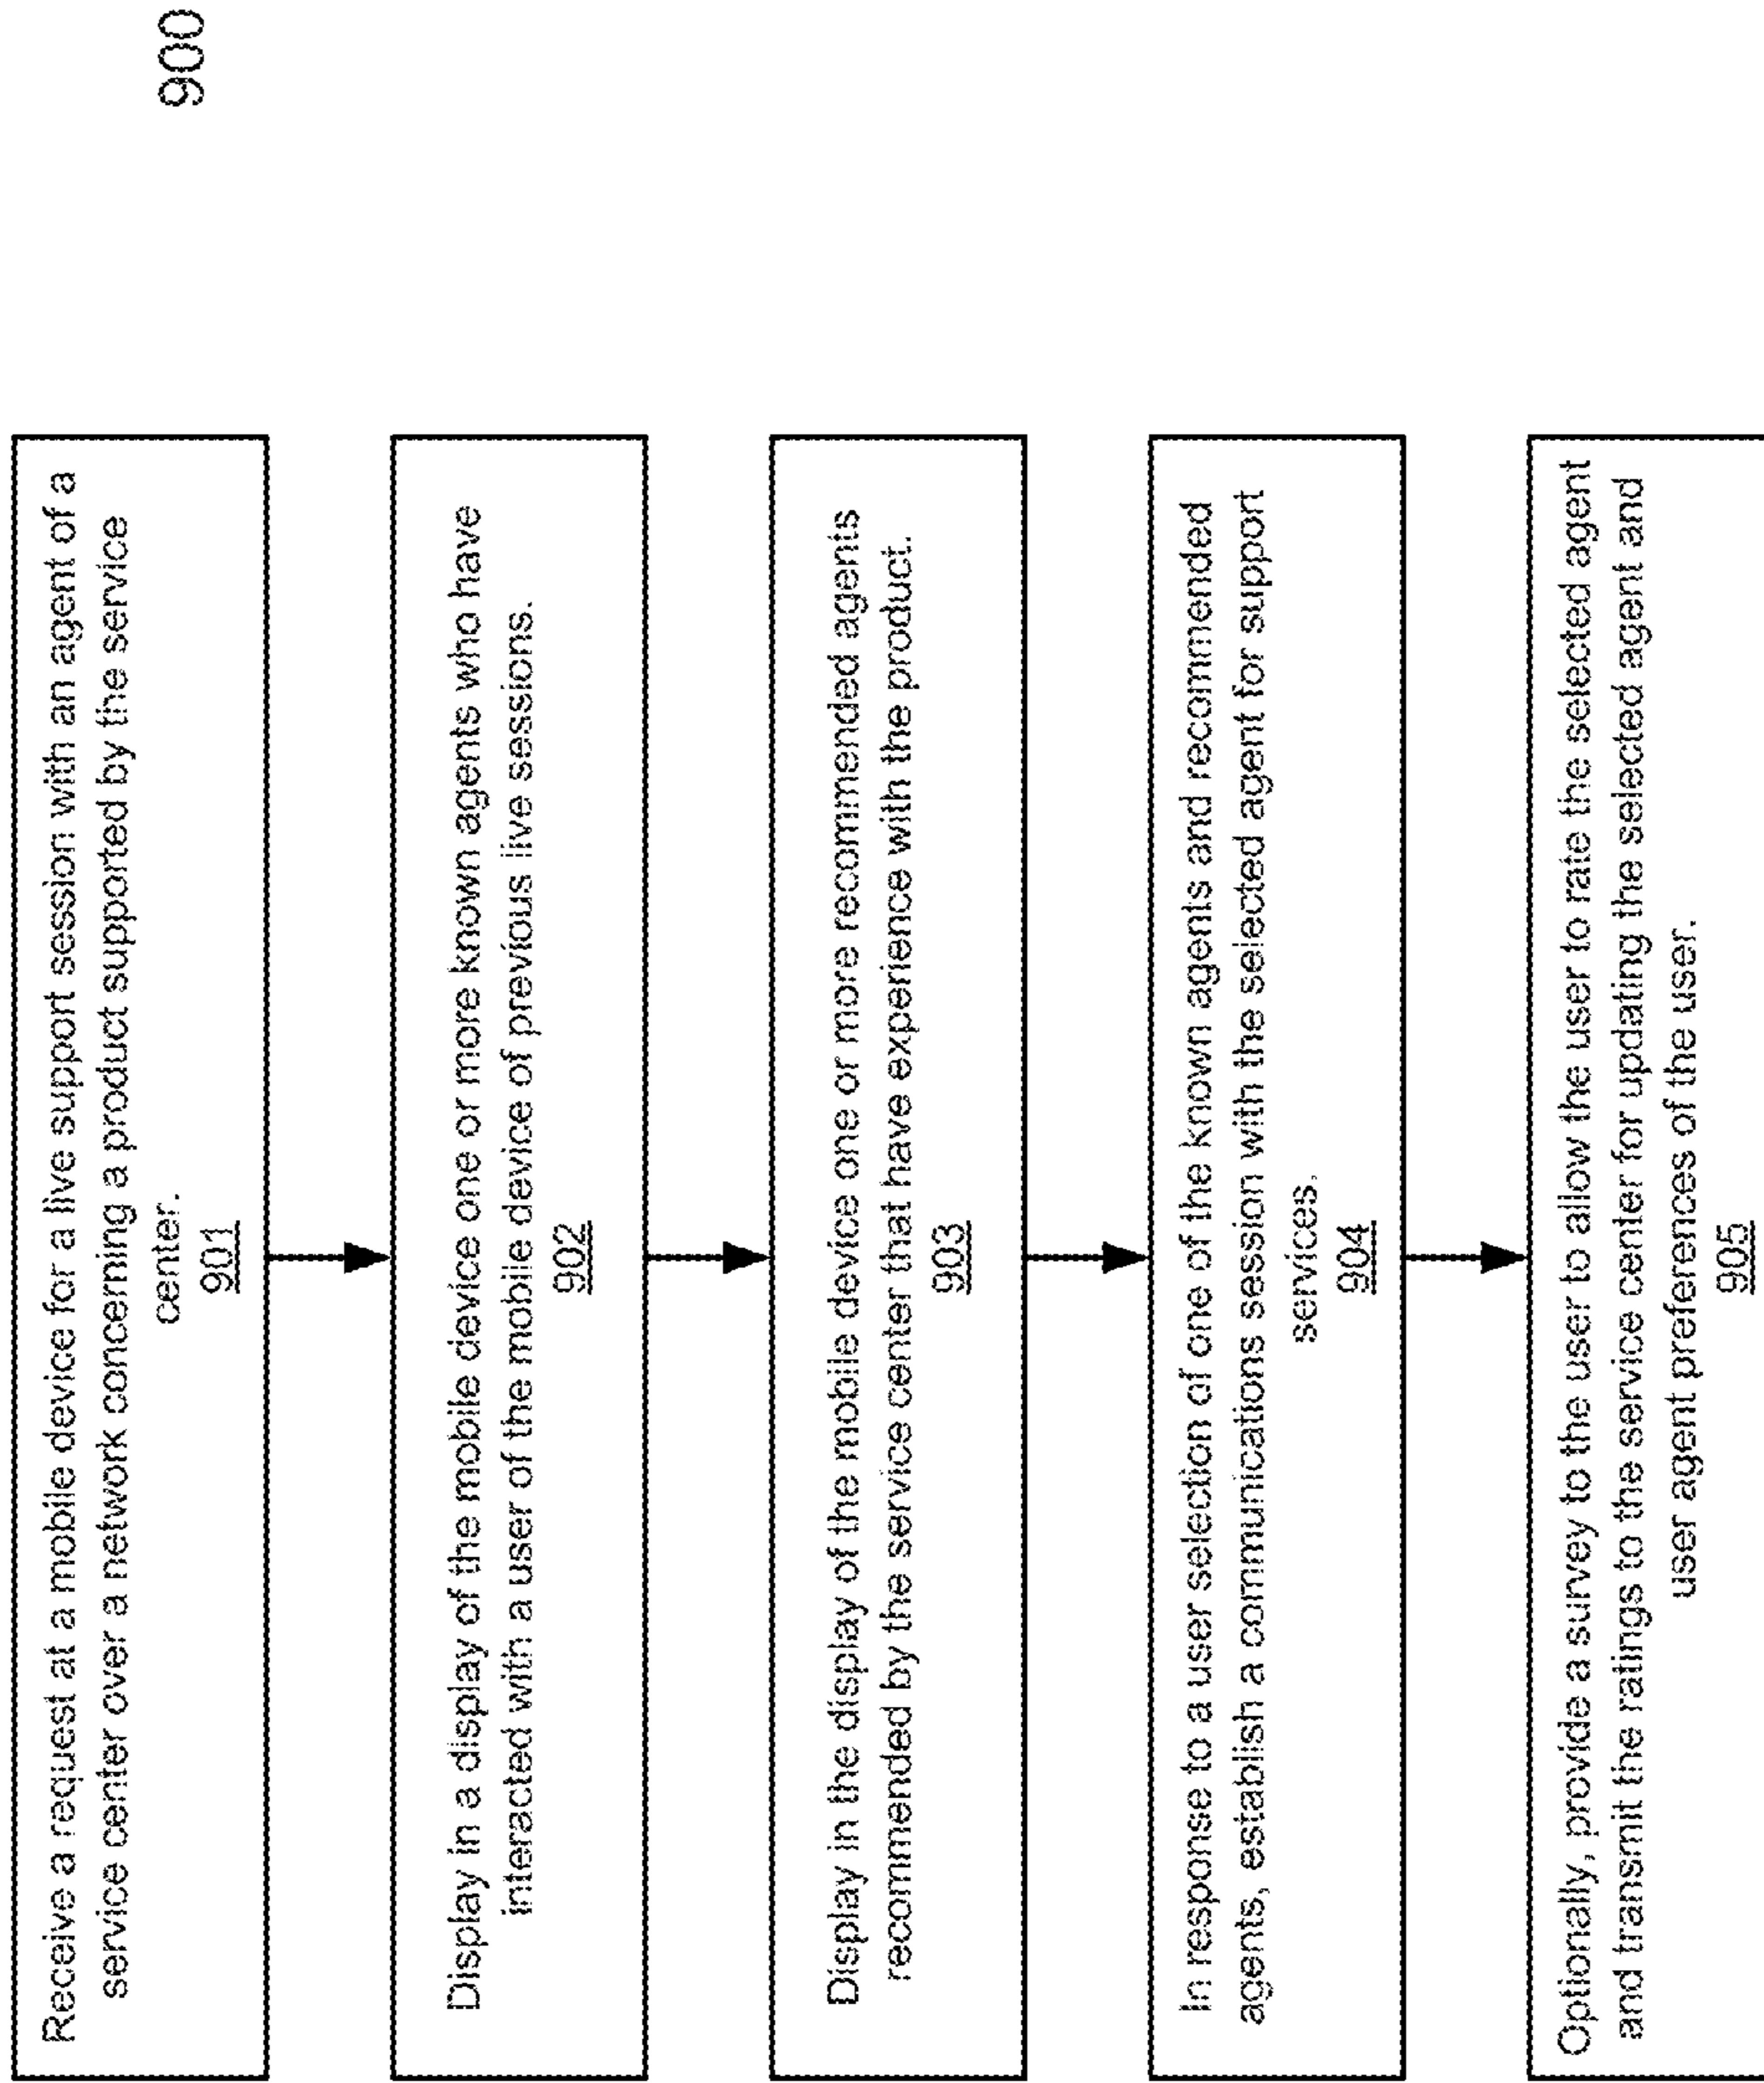 900
Receive a request at a mobile device for a live support session with an agent of a
service center over a network concerning a product supported by the service
center.
901
Display in a display of the mobile device one or more known agents who have
interacted with a user of the mobile device of previous live sessions.
902
Display in the display of the mobile device one or more recommended agents
recommended by the service center that have experience with the product.
903
In response to a user selection of one of the known agents and recommended
agents, establish a communications session with the selected agent for support
services.
904
Optionally, provide a survey to the user to allow the user to rate the selected agent
and transmit the ratings to the service center for updating the selected agent and
user agent preferences of the user.
905